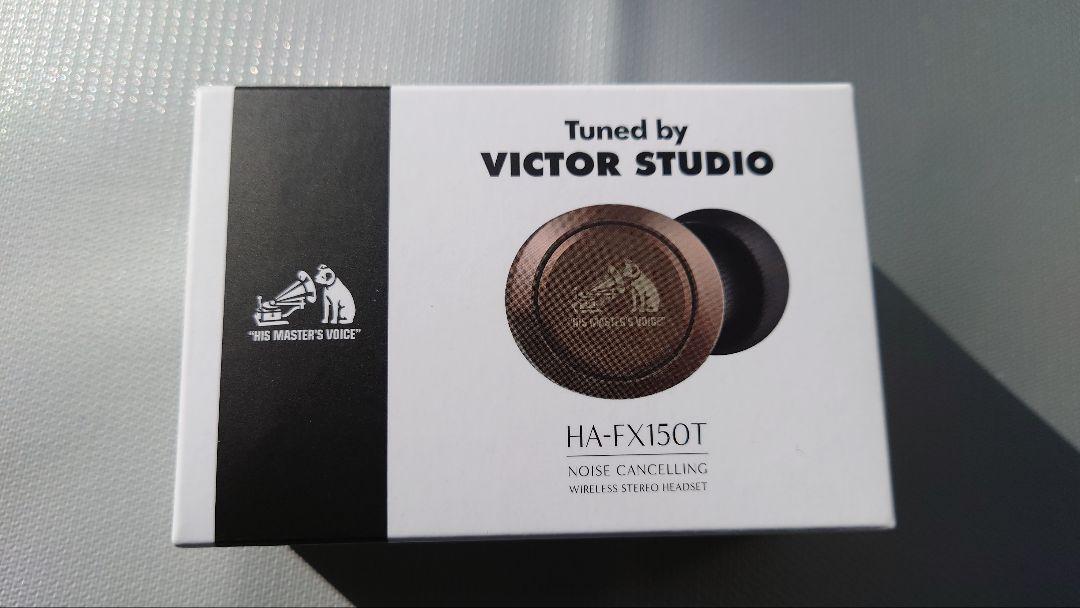 "HIS MASTER'S VOICE"
Tuned by
VICTOR STUDIO
"HIS MASTER'S VOICE"
HA-FX150T
NOISE CANCELLING
WIRELESS STEREO HEADSET